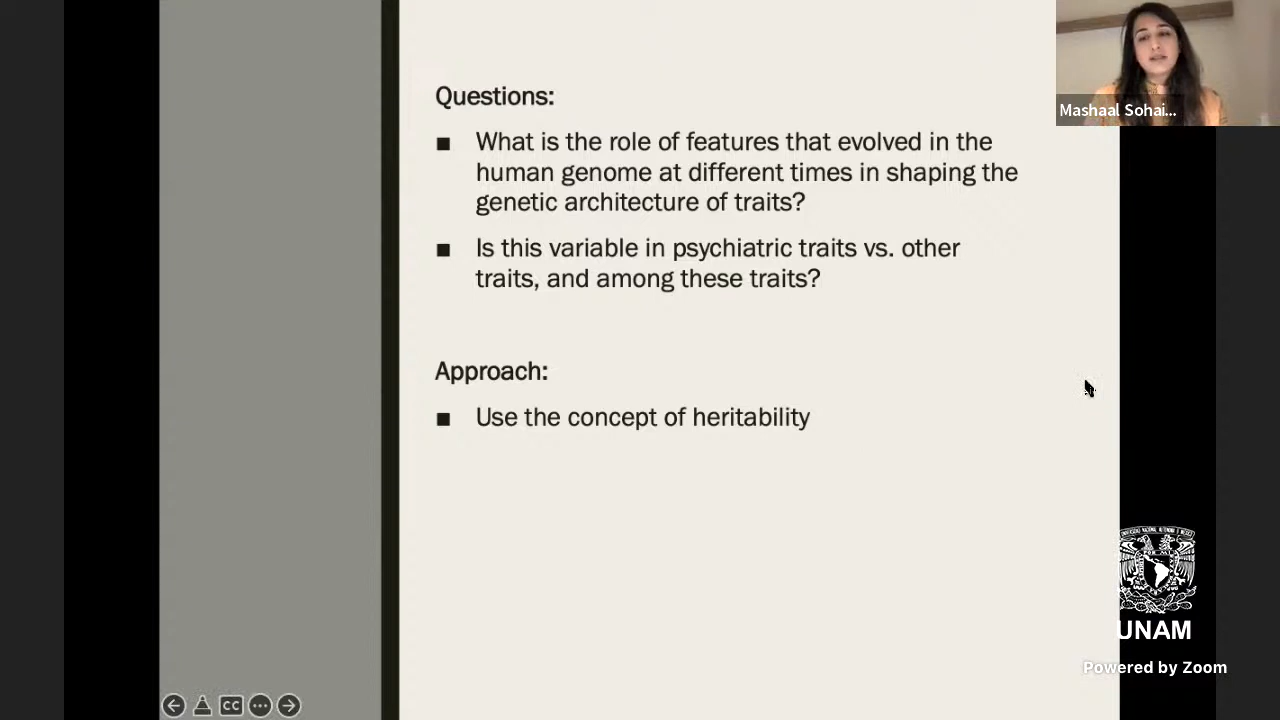 Questions:
■ What is the role of features that evolved in the
human genome at different times in shaping the
genetic architecture of traits?
■ Is this variable in psychiatric traits vs. other
traits, and among these traits?
Approach:
■ Use the concept of heritability
Mashaal Sohai...
UNAM
Powered by Zoom
CC